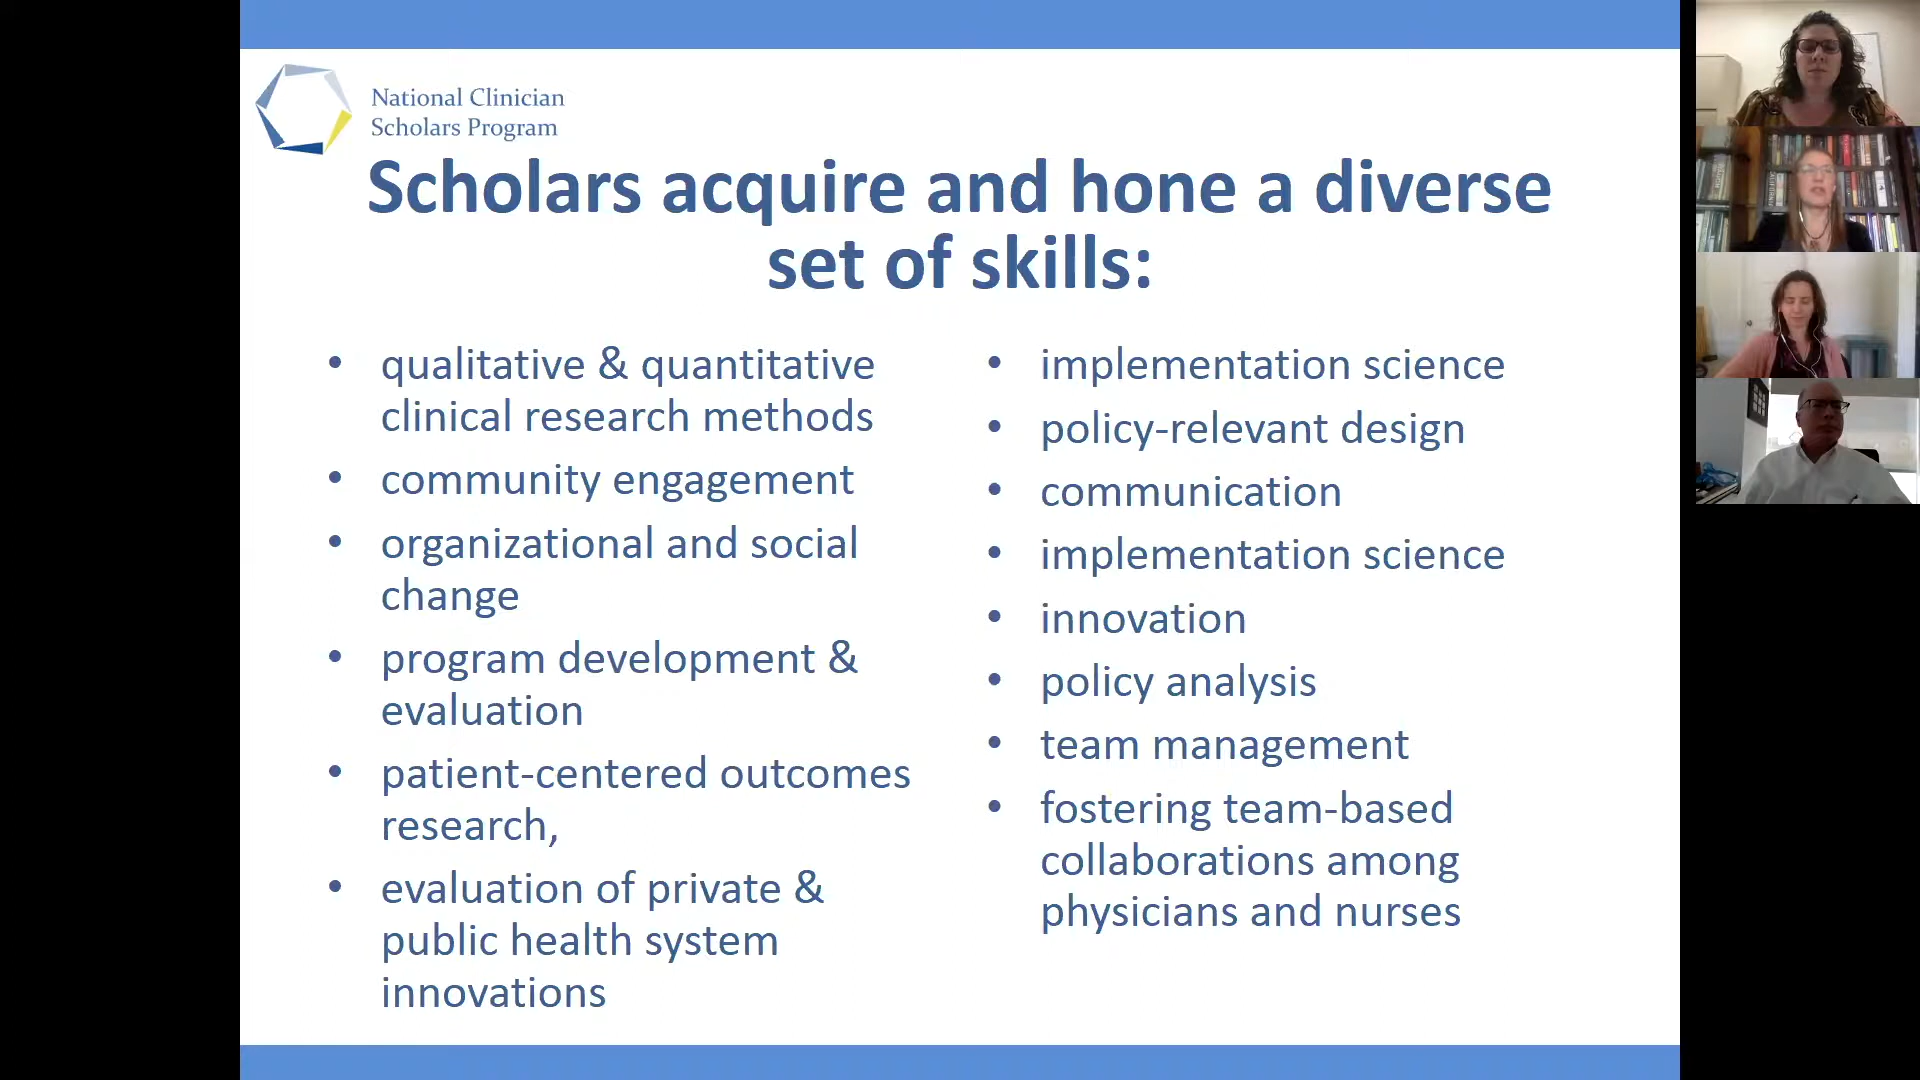 National Clinician
Scholars Program
Scholars acquire and hone a diverse
set of skills:
• qualitative & quantitative
clinical research methods
• community engagement
• organizational and social
change
• program development &
evaluation
• patient-centered outcomes
research,
• evaluation of private &
public health system
innovations
• implementation science
• policy-relevant design
• communication
• implementation science
• innovation
• policy analysis
• team management
• fostering team-based
collaborations among
physicians and nurses